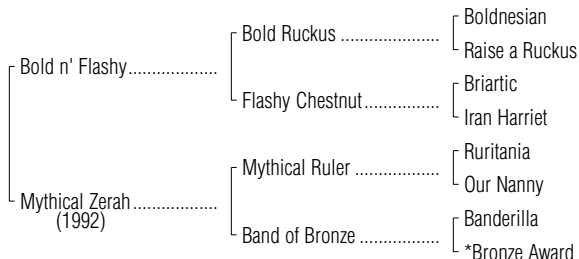 Boldnesian
Bold Ruckus ....................
Raise a Ruckus
Bold n' Flashy..................
Briartic
Flashy Chestnut................
Iran Harriet
Ruritania
Mythical Ruler .................
Our Nanny
Mythical Zerah.................
(1992)
Banderilla
Band of Bronze ................
*Bronze Award